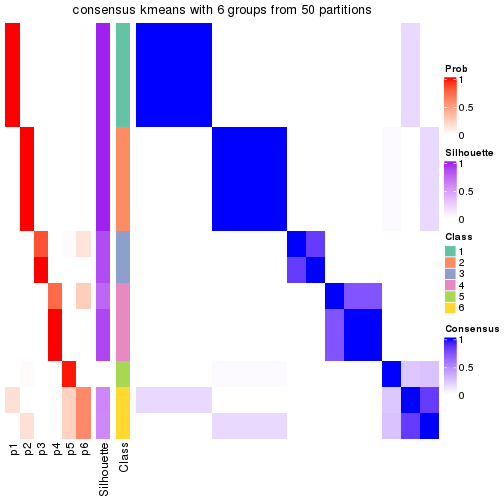 consensus kmeans with 6 groups from 50 partitions
Prob
1
0.5
0
Silhouette
1
0.5
0
Class
1
2
3
4
5
6
Consensus
1
0.5
0
p1 p2 p3 p4 p5 p6 Silhouette Class